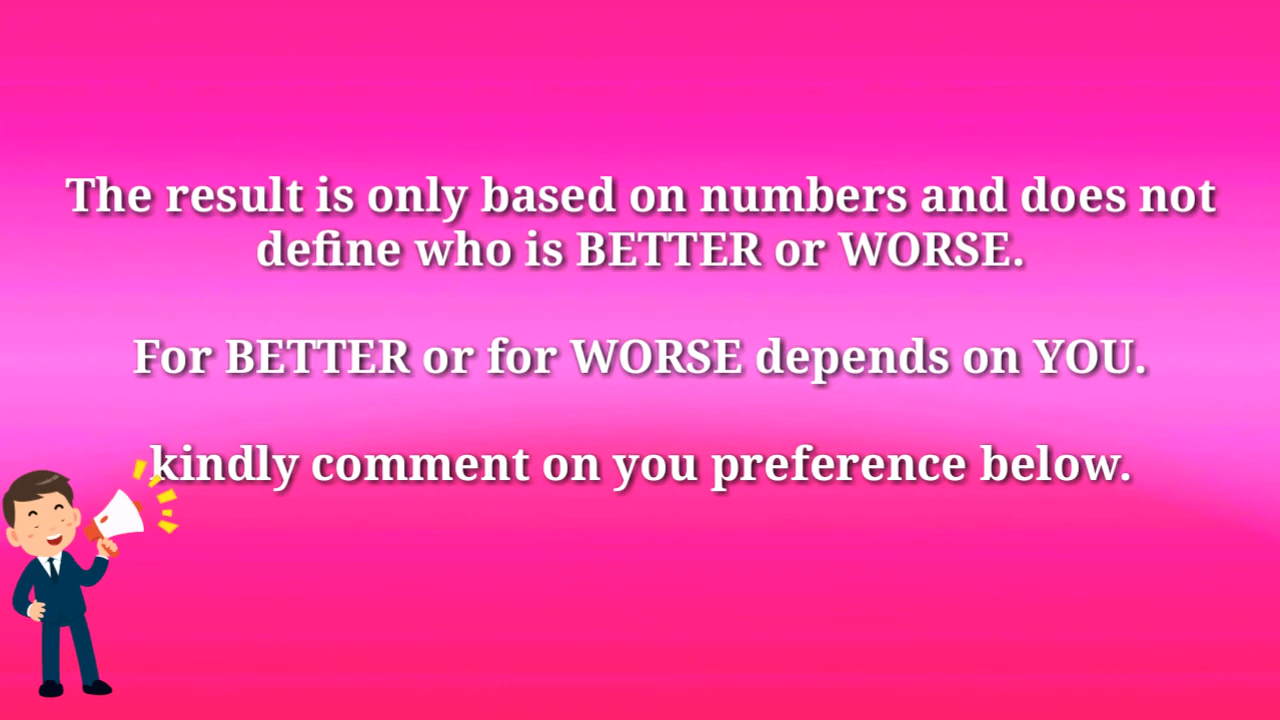 The result is only based on numbers and does not
define who is BETTER or WORSE.
For BETTER or for WORSE depends on YOU.
kindly comment on you preference below.